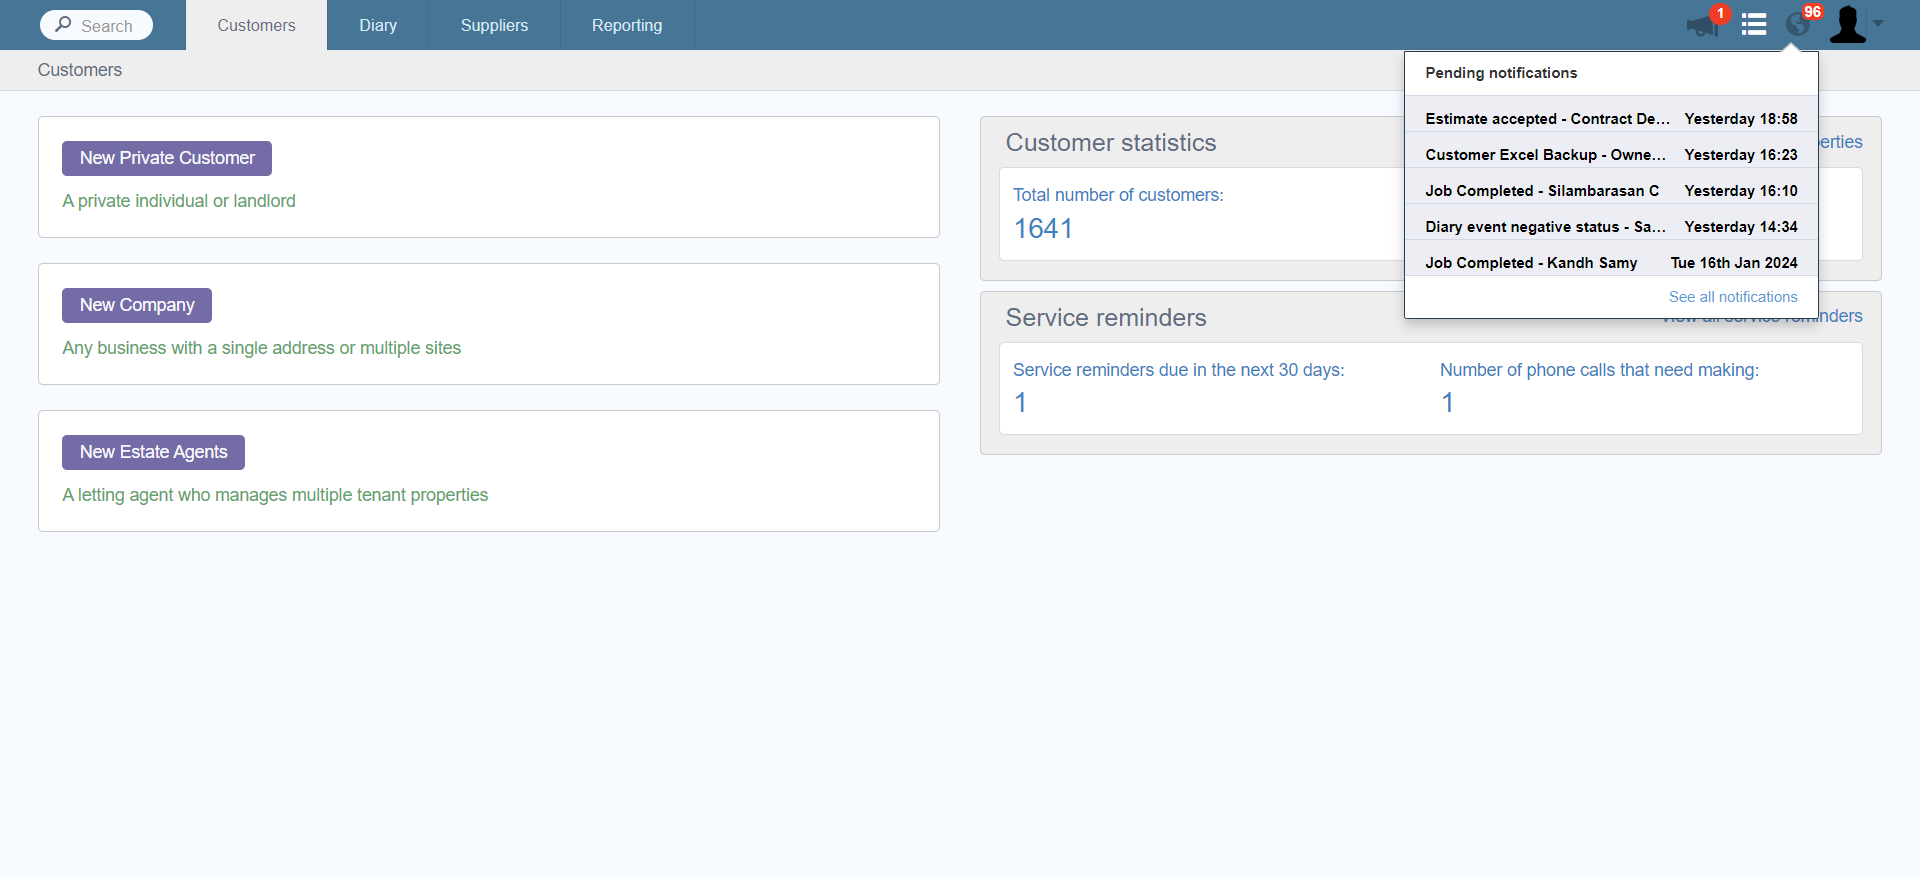 Search
Customers
Diary
Suppliers
Reporting
1
96
Customers
Pending notifications
Estimate accepted - Contract De... Yesterday 18:58
Customer Excel Backup - Owne... Yesterday 16:23
Job Completed - Silambarasan C Yesterday 16:10
Diary event negative status - Sa... Yesterday 14:34
Job Completed - Kandh Samy Tue 16th Jan 2024
See all notifications
New Private Customer
A private individual or landlord
New Company
Any business with a single address or multiple sites
New Estate Agents
A letting agent who manages multiple tenant properties
Customer statistics
erties
Total number of customers:
1641
Service reminders
View all service reminders
Service reminders due in the next 30 days:
1
Number of phone calls that need making:
1